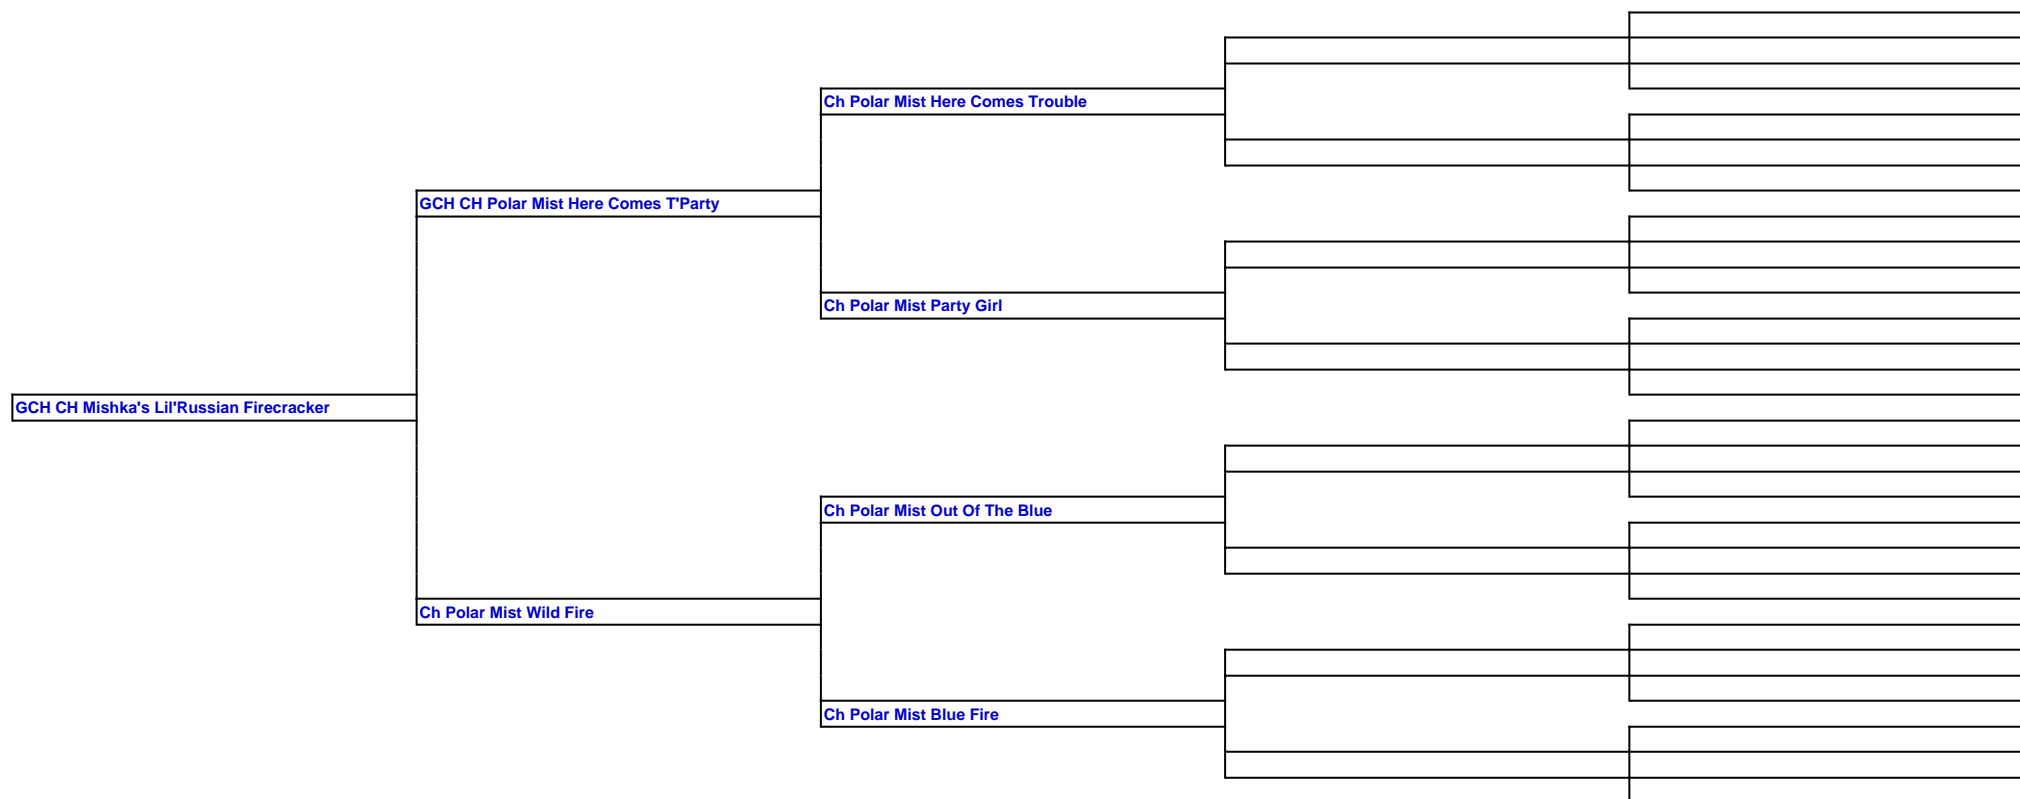 Ch Polar Mist Here Comes Trouble
GCH CH Polar Mist Here Comes T'Party
Ch Polar Mist Party Girl
GCH CH Mishka's Lil'Russian Firecracker
Ch Polar Mist Out Of The Blue
Ch Polar Mist Wild Fire
Ch Polar Mist Blue Fire